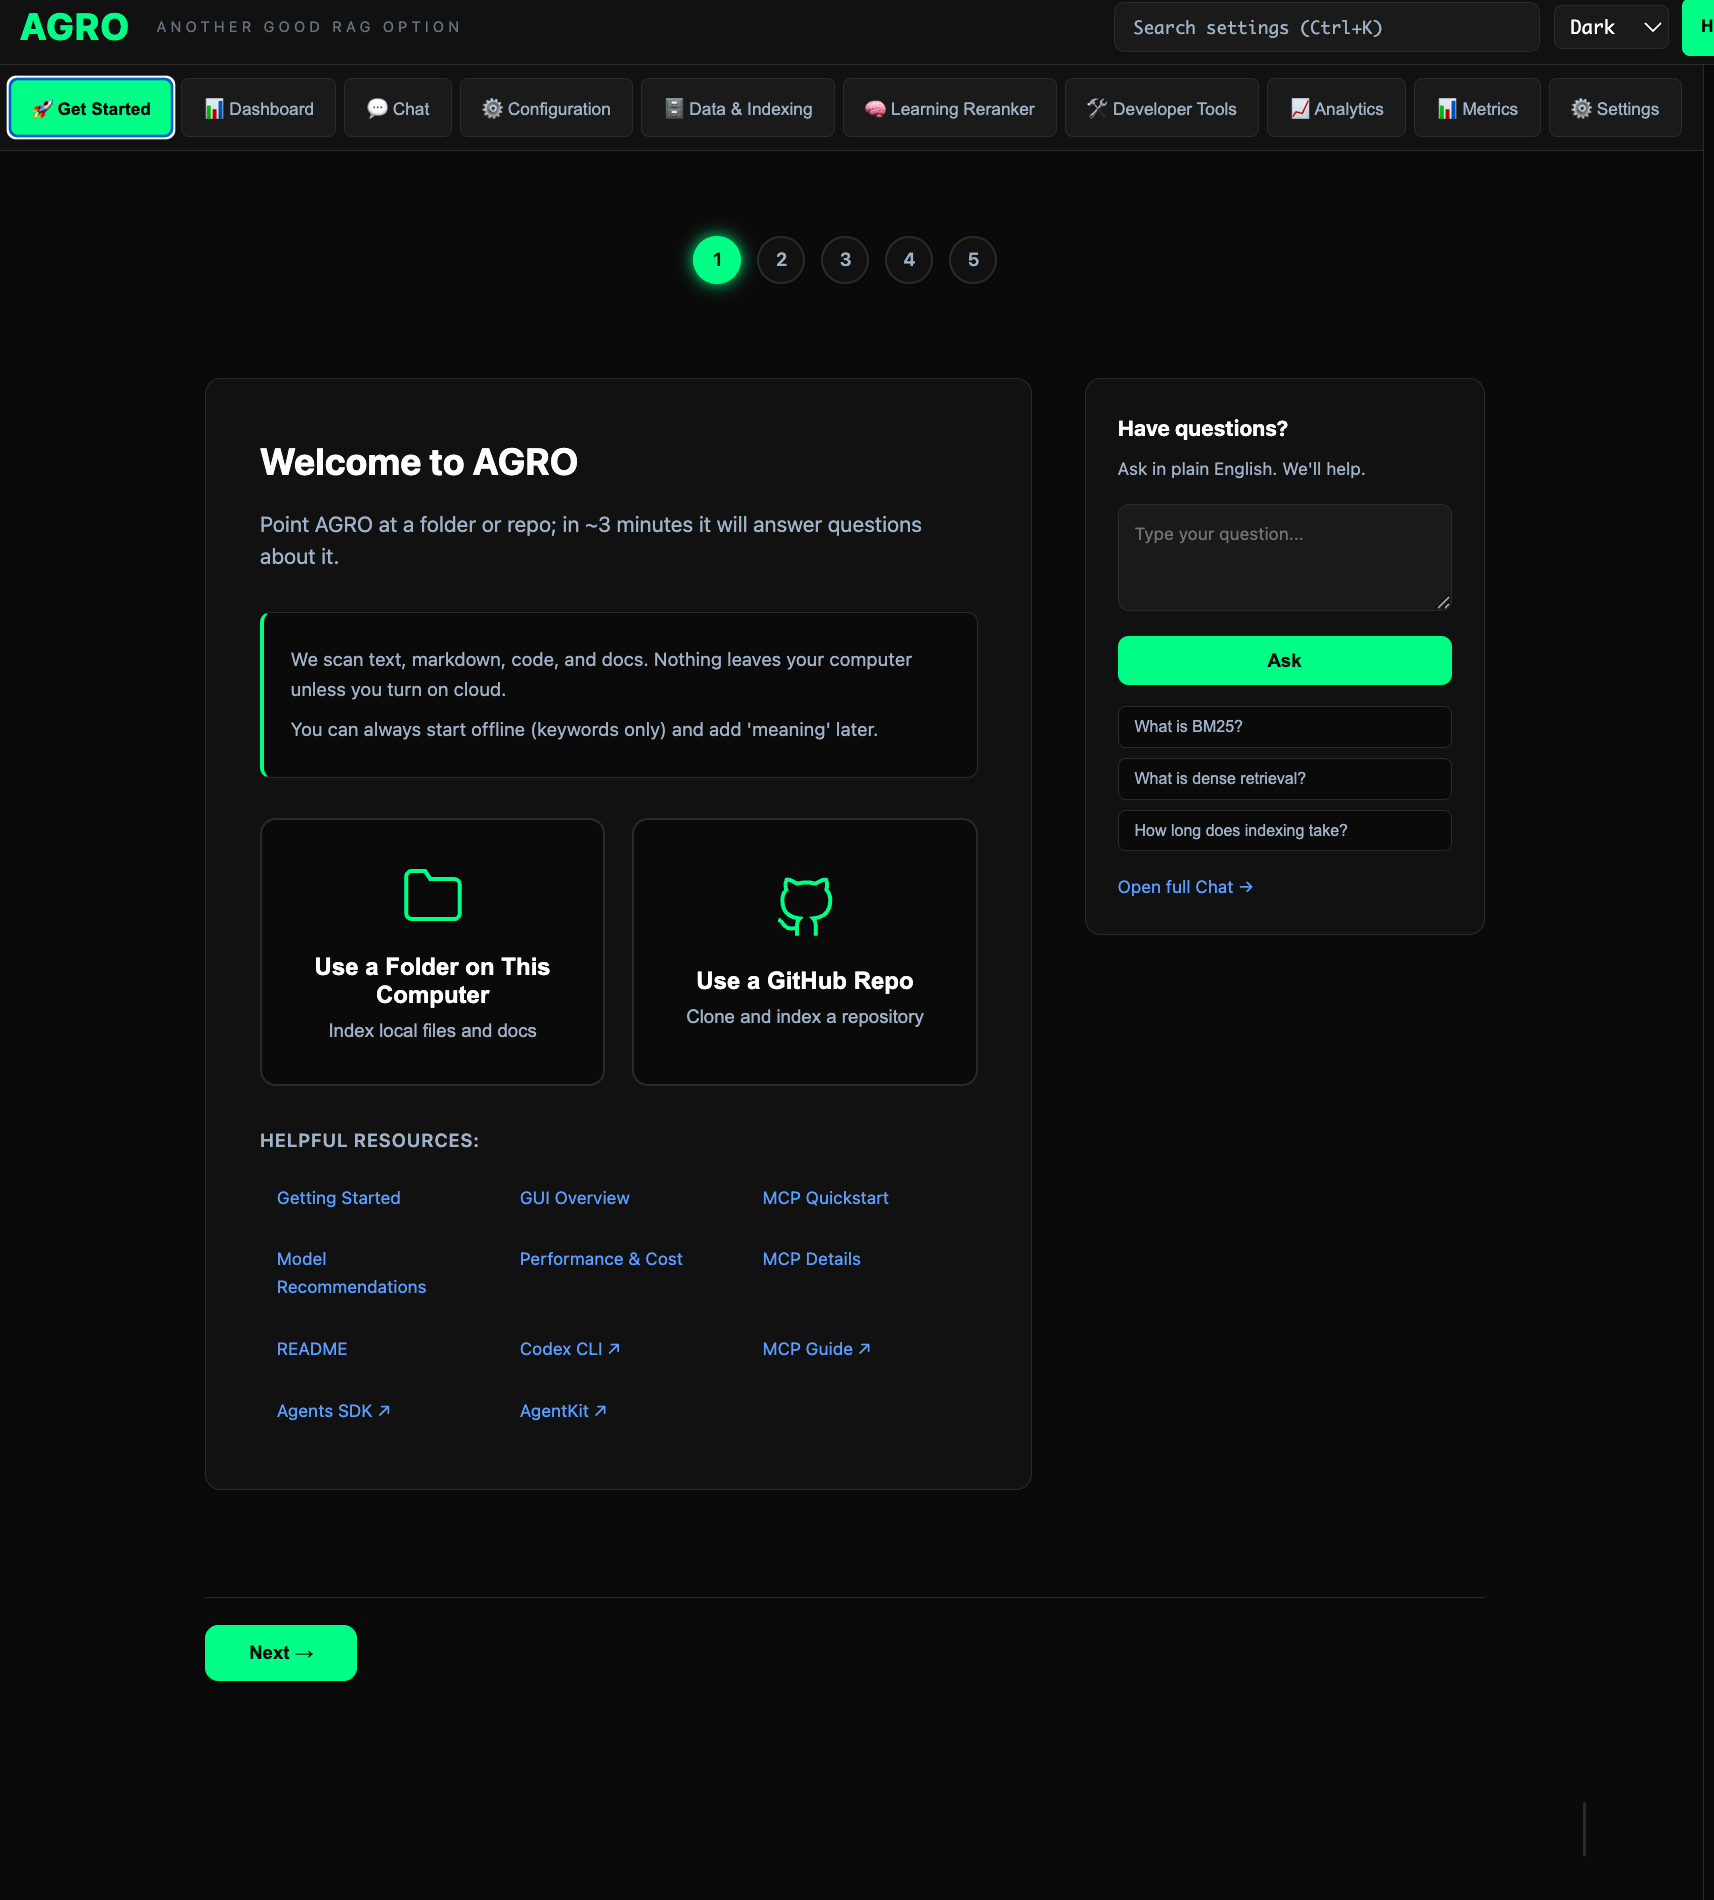 AGRO
ANOTHER GOOD RAG OPTION
Search settings (Ctrl+K)
Dark
H
🚀 Get Started
📊 Dashboard
💬 Chat
⚙️ Configuration
🗄️ Data & Indexing
🧠 Learning Reranker
🛠️ Developer Tools
📈 Analytics
📊 Metrics
⚙️ Settings
1
2
3
4
5
Welcome to AGRO
Point AGRO at a folder or repo; in ~3 minutes it will answer questions
about it.
We scan text, markdown, code, and docs. Nothing leaves your computer
unless you turn on cloud.
You can always start offline (keywords only) and add 'meaning' later.
Use a Folder on This
Computer
Index local files and docs
Use a GitHub Repo
Clone and index a repository
HELPFUL RESOURCES:
Getting Started
GUI Overview
MCP Quickstart
Model
Recommendations
Performance & Cost
MCP Details
README
Codex CLI ↗
MCP Guide ↗
Agents SDK ↗
AgentKit ↗
Have questions?
Ask in plain English. We'll help.
Type your question...
Ask
What is BM25?
What is dense retrieval?
How long does indexing take?
Open full Chat →
Next →